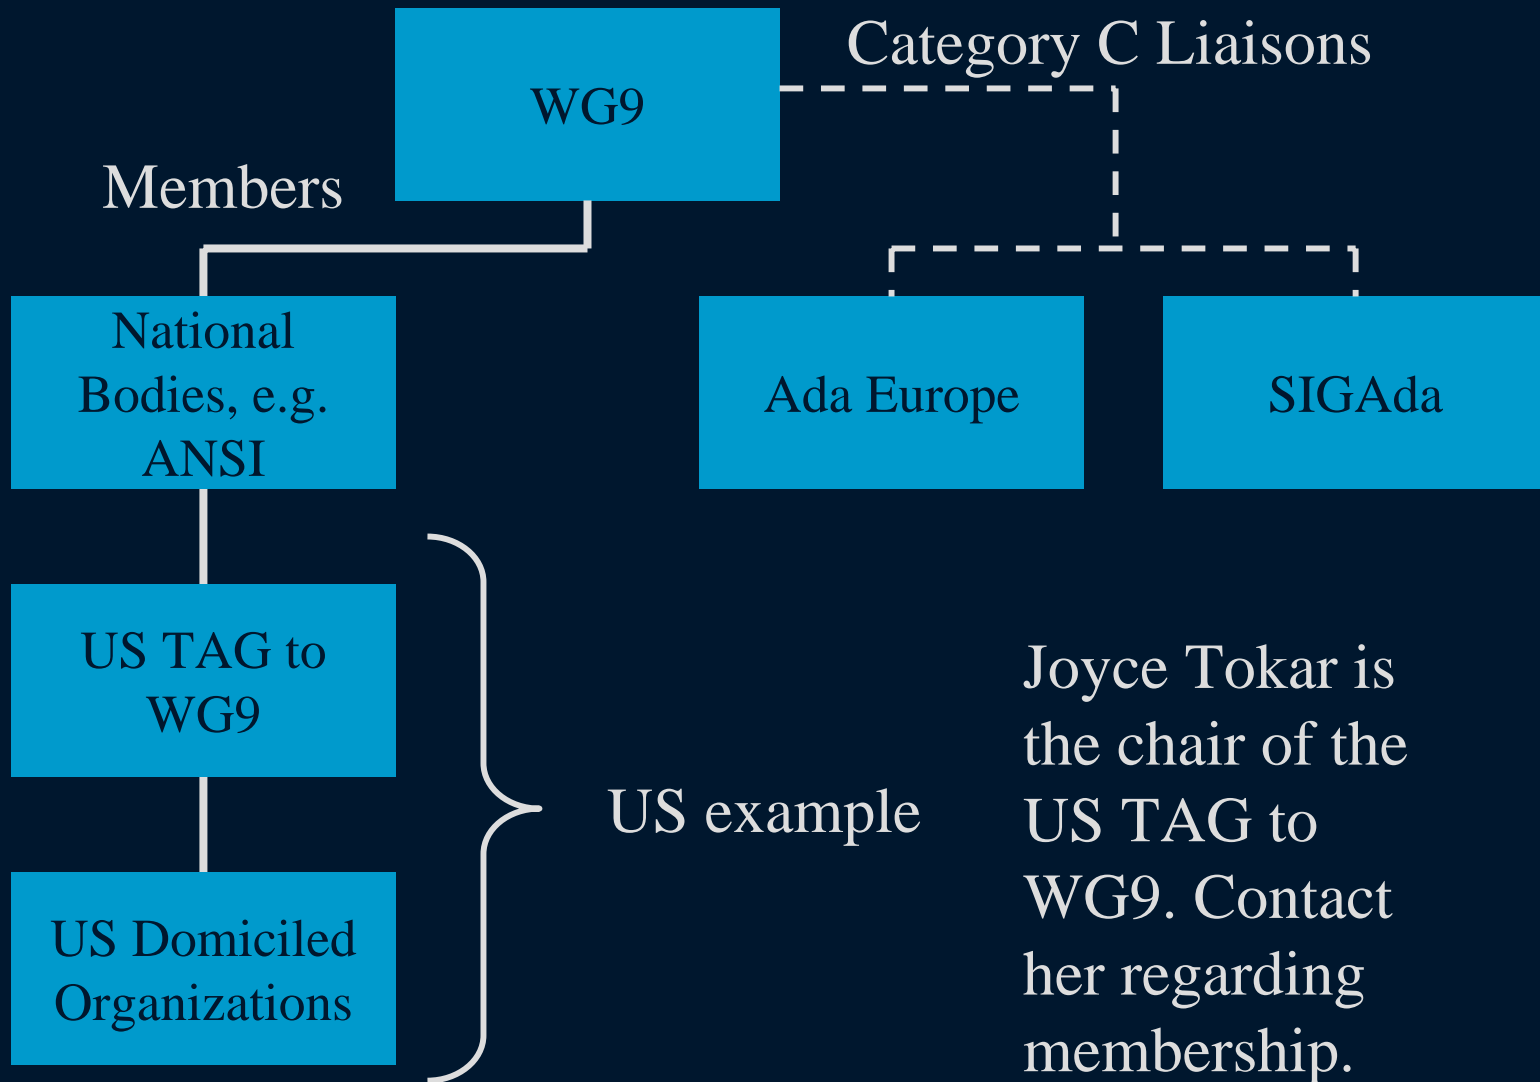 Category C Liaisons
WG9
Members
National
Bodies, e.g.
ANSI
Ada Europe
SIGAda
US TAG to
WG9
US Domiciled
Organizations
US example
Joyce Tokar is
the chair of the
US TAG to
WG9. Contact
her regarding
membership.